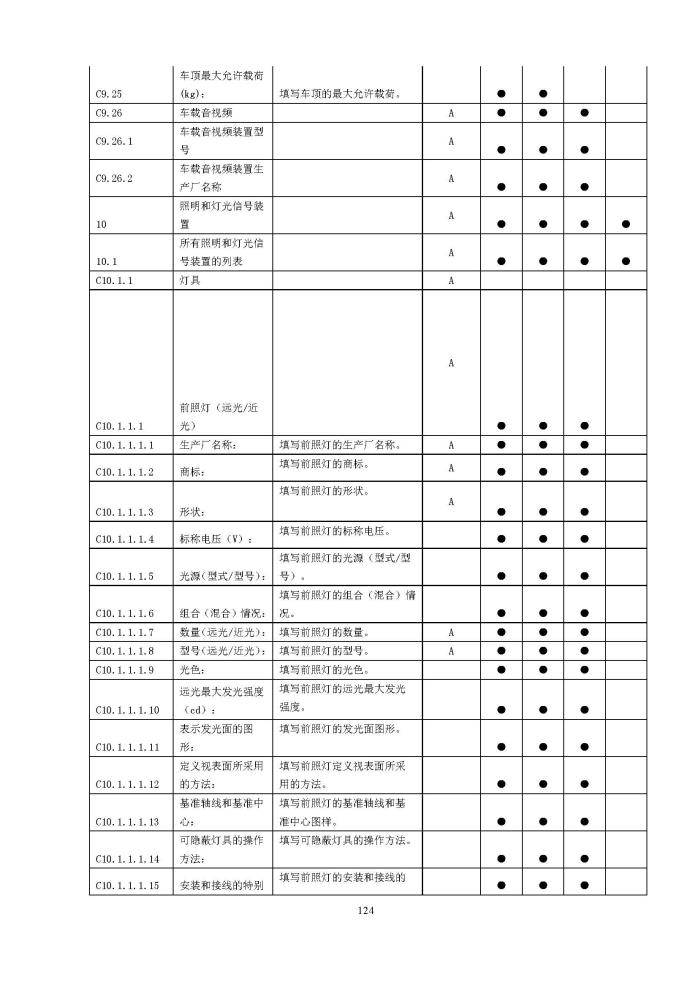 车顶最大允许载荷
C9.25 (kg): 填写车顶的最大允许载荷。 ● ●
C9.26 车载音视频 A ● ● ●
车载音视频装置型
C9.26.1 号 A ● ● ●
车载音视频装置生
C9.26.2 产厂名称 A ● ● ●
照明和灯光信号装
10 置 A ● ● ● ●
所有照明和灯光信
10.1 号装置的列表 A ● ● ● ●
C10.1.1 灯具 A
A
前照灯（远光/近
C10.1.1.1 光） ● ● ●
C10.1.1.1.1 生产厂名称: 填写前照灯的生产厂名称。 A ● ● ●
C10.1.1.1.2 商标: 填写前照灯的商标。 A ● ● ●
填写前照灯的形状。
C10.1.1.1.3 形状: A ● ● ●
C10.1.1.1.4 标称电压（V）: 填写前照灯的标称电压。 ● ● ●
填写前照灯的光源（型式/型
C10.1.1.1.5 光源(型式/型号): 号）。 ● ● ●
填写前照灯的组合（混合）情
C10.1.1.1.6 组合（混合）情况: 况。 ● ● ●
C10.1.1.1.7 数量(远光/近光): 填写前照灯的数量。 A ● ● ●
C10.1.1.1.8 型号(远光/近光): 填写前照灯的型号。 A ● ● ●
C10.1.1.1.9 光色: 填写前照灯的光色。 ● ● ●
远光最大发光强度 填写前照灯的远光最大发光
C10.1.1.1.10 （cd）: 强度。 ● ● ●
表示发光面的图 填写前照灯的发光面图形。
C10.1.1.1.11 形: ● ● ●
定义视表面所采用 填写前照灯定义视表面所采
C10.1.1.1.12 的方法: 用的方法。 ● ● ●
基准轴线和基准中 填写前照灯的基准轴线和基
C10.1.1.1.13 心: 准中心图样。 ● ● ●
可隐蔽灯具的操作 填写可隐蔽灯具的操作方法。
C10.1.1.1.14 方法: ● ● ●
C10.1.1.1.15 安装和接线的特别 填写前照灯的安装和接线的 ● ● ●
124